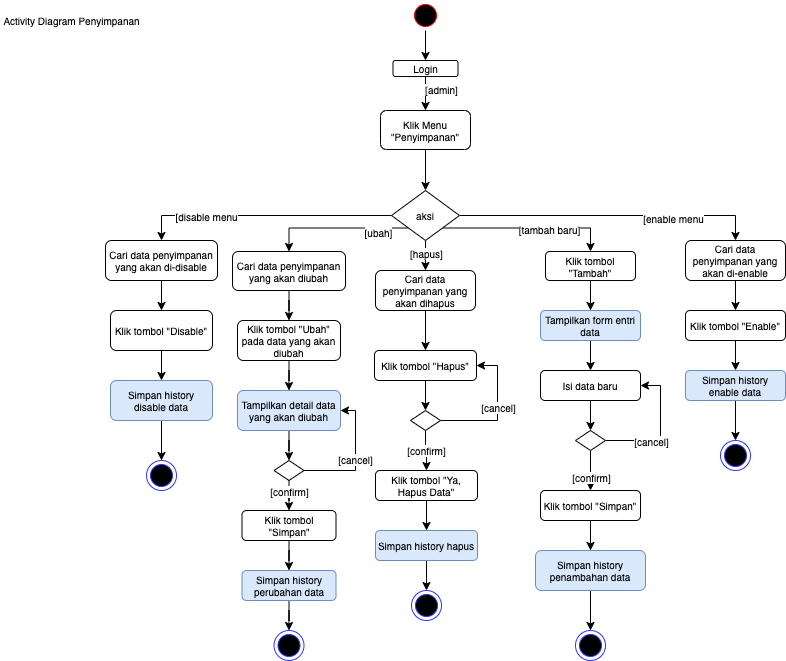 Activity Diagram Penyimpanan
Login
[admin]
Klik Menu
"Penyimpanan"
aksi
[disable menu
[ubah]
[hapus]
[tambah baru]
[enable menu
Cari data penyimpanan
yang akan di-disable
Klik tombol "Disable"
Simpan history
disable data
Cari data penyimpanan
yang akan diubah
Klik tombol "Ubah"
pada data yang akan
diubah
Tampilkan detail data
yang akan diubah
[cancel]
[confirm]
Klik tombol
"Simpan"
Simpan history
perubahan data
Cari data
penyimpanan yang
akan dihapus
Klik tombol "Hapus"
[cancel]
[confirm]
Klik tombol "Ya,
Hapus Data"
Simpan history hapus
Klik tombol
"Tambah"
Tampilkan form entri
data
Isi data baru
[cancel]
[confirm]
Klik tombol "Simpan"
Simpan history
penambahan data
Cari data
penyimpanan yang
akan di-enable
Klik tombol "Enable"
Simpan history
enable data